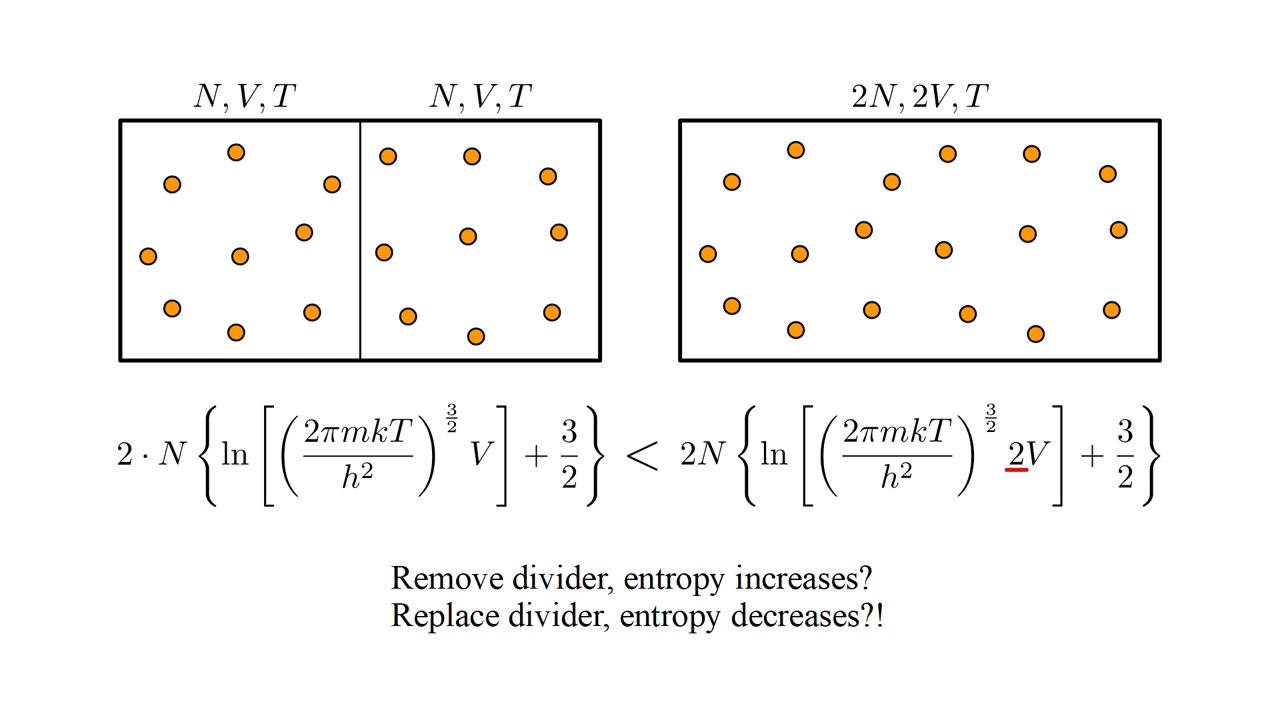 N, V, T N, V, T 2N, 2V, T
2 · N {ln [(2πmkT/h²)^(3/2) V] + 3/2} < 2N {ln [(2πmkT/h²)^(3/2) 2V] + 3/2}
Remove divider, entropy increases?
Replace divider, entropy decreases?!